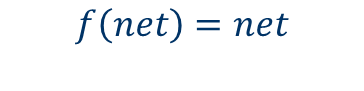 f(net) = net